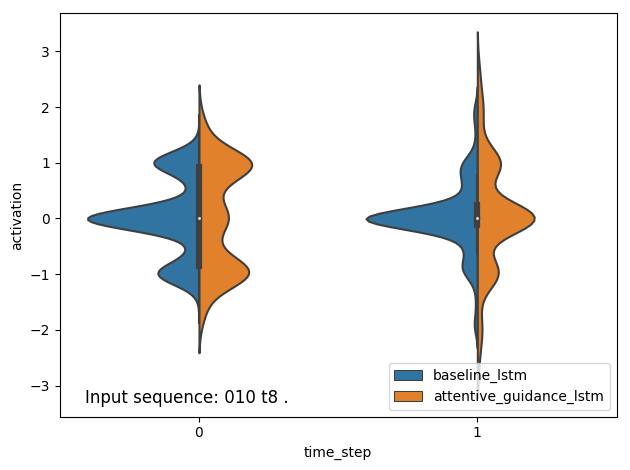 3
2
1
0
−1
−2
−3
activation
Input sequence: 010 t8 .
baseline_lstm
attentive_guidance_lstm
0
1
time_step